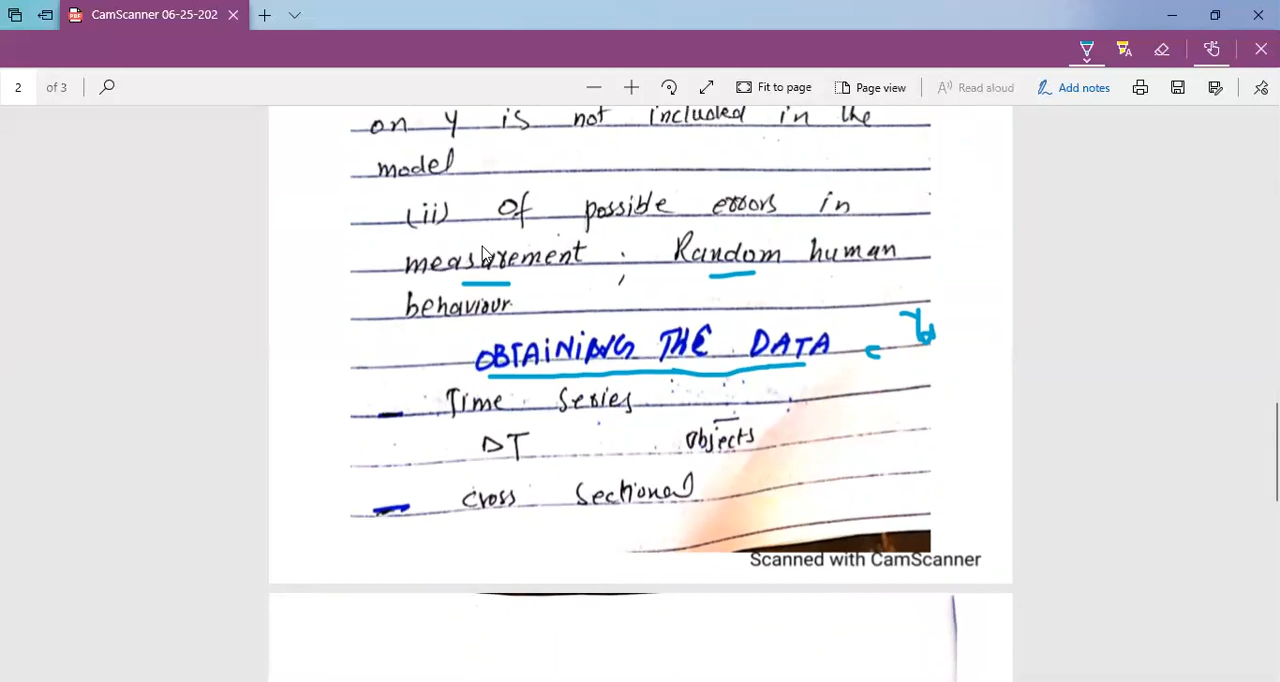 CamScanner 06-25-202
2 of 3
Fit to page
Page view
Read aloud
Add notes
on y is not included in the
model
(ii) Of possible errors in
measurement ; Random human
behaviour.
OBTAINING THE DATA
Time Series
DT Objects
Cross Sectional
Scanned with CamScanner